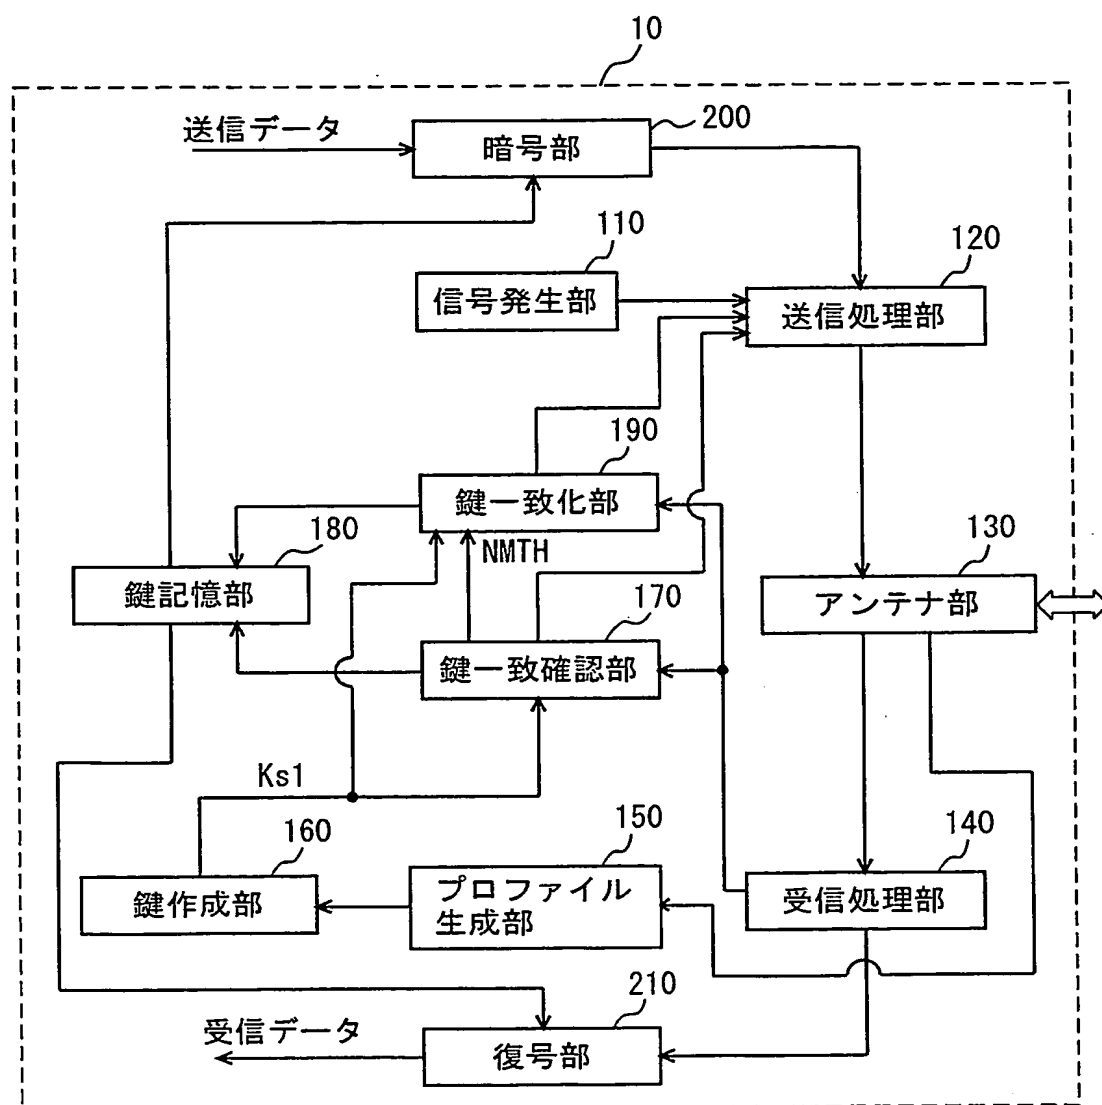 10
送信データ
暗号部
200
信号発生部
110
送信処理部
120
鍵一致化部
190
NMTH
鍵記憶部
180
アンテナ部
130
鍵一致確認部
170
Ks1
鍵作成部
160
プロファイル
生成部
150
受信処理部
140
復号部
210
受信データ